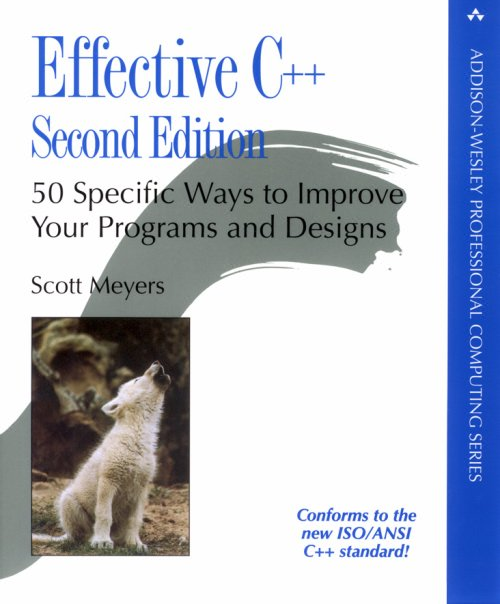 Effective C++
Second Edition
50 Specific Ways to Improve
Your Programs and Designs
Scott Meyers
Conforms to the
new ISO/ANSI
C++ standard!
ADDISON-WESLEY PROFESSIONAL COMPUTING SERIES